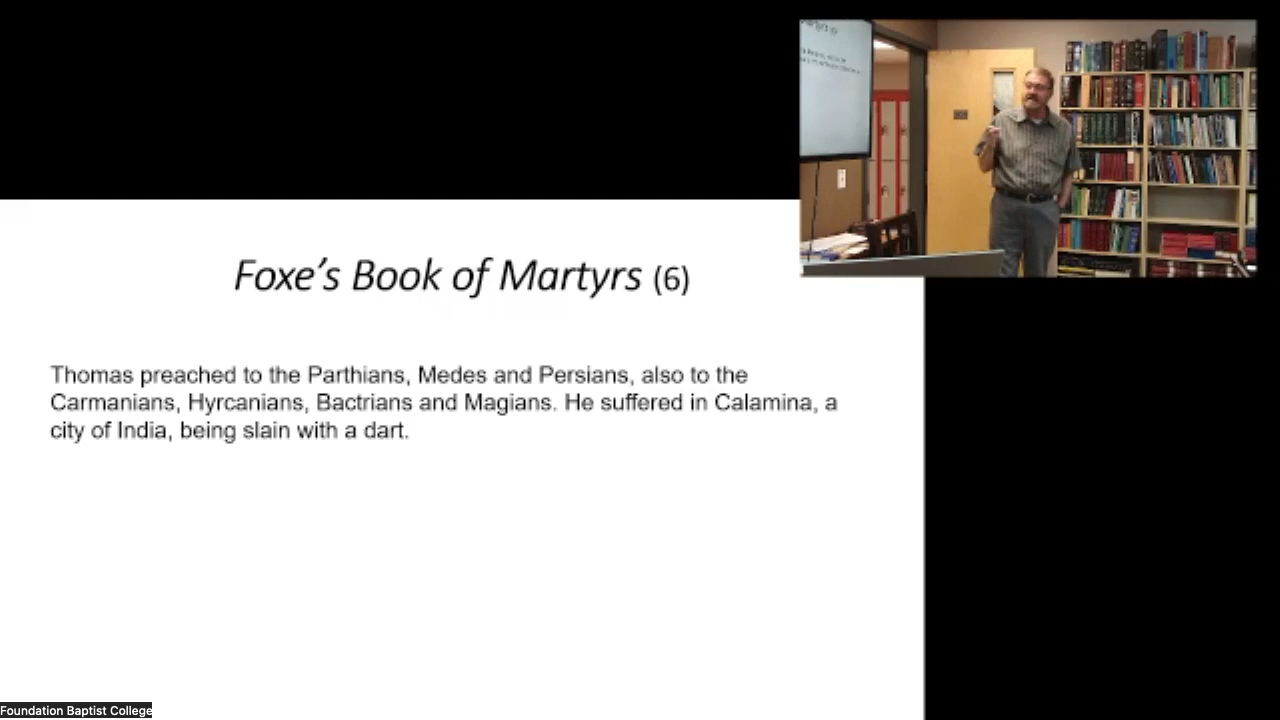 Foxe's Book of Martyrs (6)
Thomas preached to the Parthians, Medes and Persians, also to the
Carmanians, Hyrcanians, Bactrians and Magians. He suffered in Calamina, a
city of India, being slain with a dart.
Foundation Baptist College